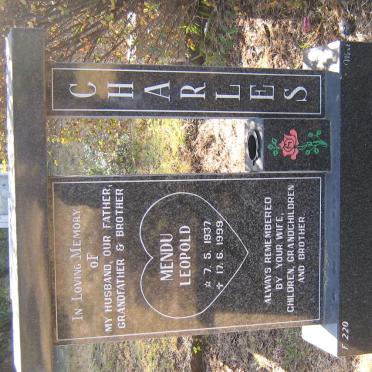 CHARLES
IN LOVING MEMORY
OF
MY HUSBAND, OUR FATHER,
GRANDFATHER & BROTHER
MENDU
LEOPOLD
☆ 7. 5. 1937
✝ 17. 6. 1999
ALWAYS REMEMBERED
BY YOUR WIFE,
CHILDREN, GRANDCHILDREN
AND BROTHER
F 220